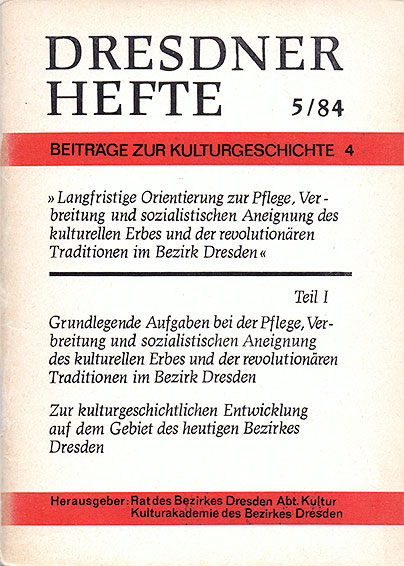 DRESDNER
HEFTE 5/84
BEITRÄGE ZUR KULTURGESCHICHTE 4
»Langfristige Orientierung zur Pflege, Ver-
breitung und sozialistischen Aneignung des
kulturellen Erbes und der revolutionären
Traditionen im Bezirk Dresden«
Teil I
Grundlegende Aufgaben bei der Pflege, Ver-
breitung und sozialistischen Aneignung
des kulturellen Erbes und der revolutionären
Traditionen im Bezirk Dresden
Zur kulturgeschichtlichen Entwicklung
auf dem Gebiet des heutigen Bezirkes
Dresden
Herausgeber: Rat des Bezirkes Dresden Abt. Kultur
Kulturakademie des Bezirkes Dresden